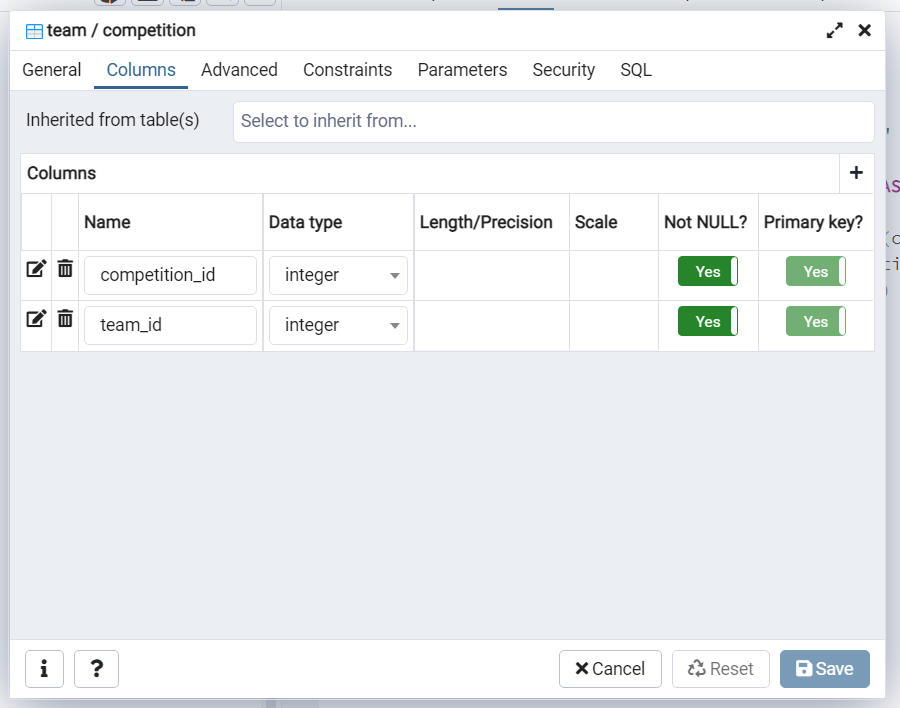 team / competition
General Columns Advanced Constraints Parameters Security SQL
Inherited from table(s) Select to inherit from...
Columns
Name Data type Length/Precision Scale Not NULL? Primary key?
competition_id integer Yes Yes
team_id integer Yes Yes
Cancel Reset Save